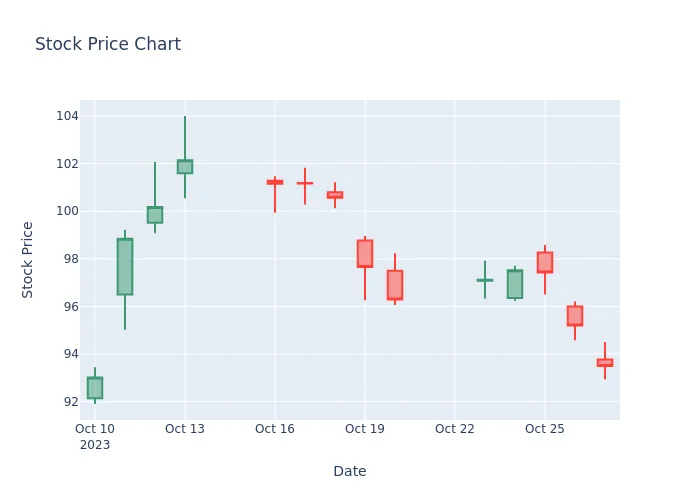 Stock Price Chart
104
102
100
98
96
94
92
Stock Price
Oct 10
2023
Oct 13
Oct 16
Oct 19
Oct 22
Oct 25
Date